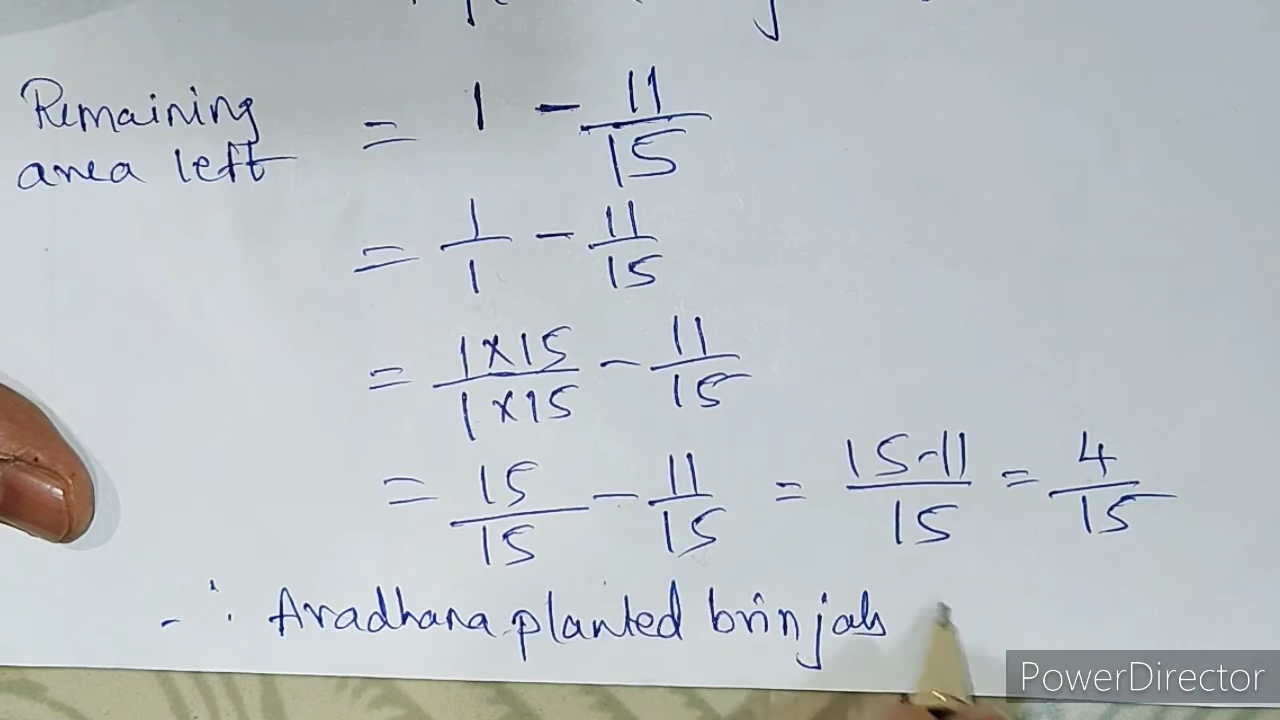 Remaining
area left = 1 - 11/15
= 1/1 - 11/15
= 1×15/1×15 - 11/15
= 15/15 - 11/15 = 15-11/15 = 4/15
∴ Aradhana planted brinjals
PowerDirector